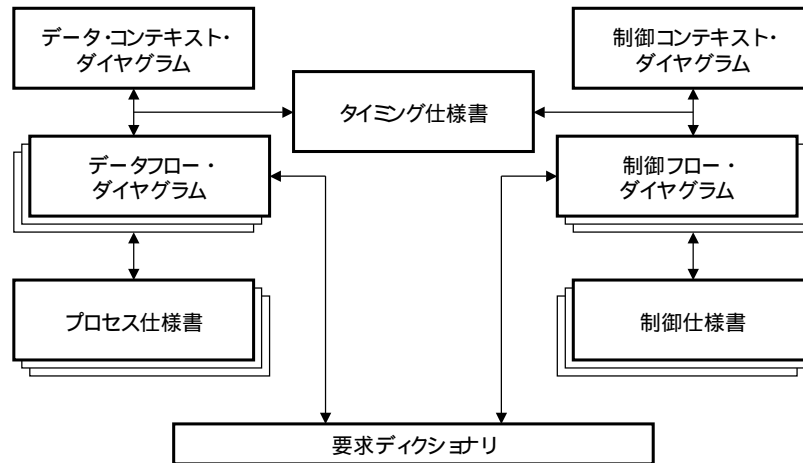 データ・コンテキスト・
ダイヤグラム
制御コンテキスト・
ダイヤグラム
タイミング仕様書
データフロー・
ダイヤグラム
制御フロー・
ダイヤグラム
プロセス仕様書
制御仕様書
要求ディクショナリ